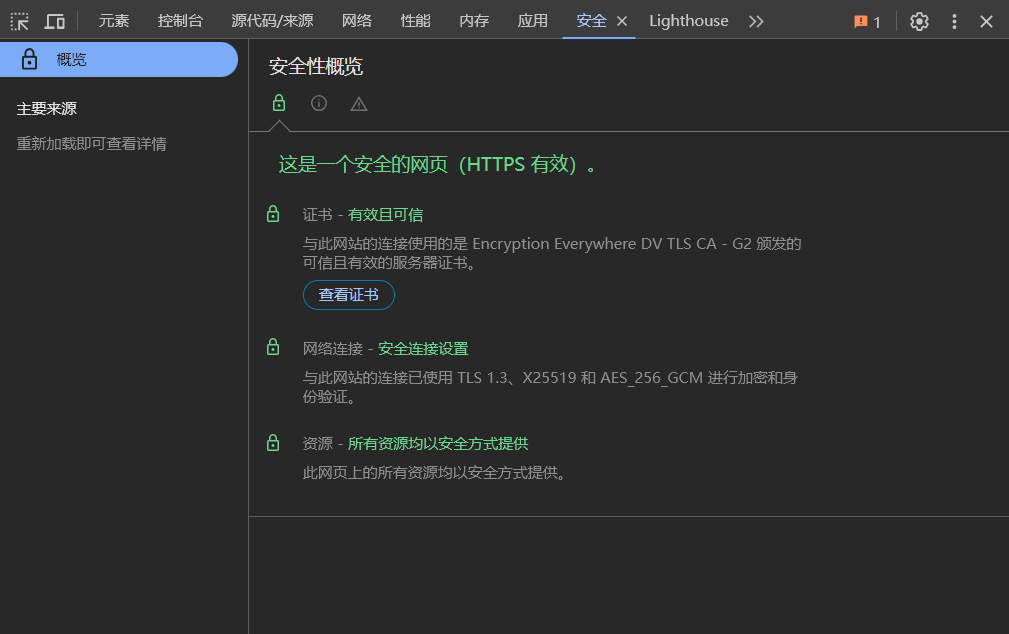 元素 控制台 源代码/来源 网络 性能 内存 应用 安全 Lighthouse 1
概览
主要来源
重新加载即可查看详情
安全性概览
这是一个安全的网页（HTTPS 有效）。
证书 - 有效且可信
与此网站的连接使用的是 Encryption Everywhere DV TLS CA - G2 颁发的
可信且有效的服务器证书。
查看证书
网络连接 - 安全连接设置
与此网站的连接已使用 TLS 1.3、X25519 和 AES_256_GCM 进行加密和身
份验证。
资源 - 所有资源均以安全方式提供
此网页上的所有资源均以安全方式提供。